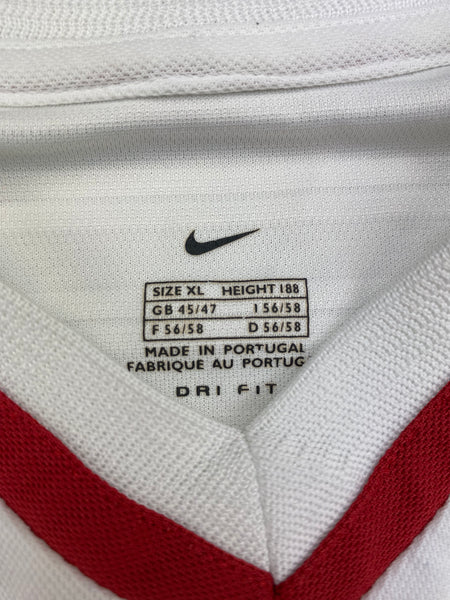 SIZE XL HEIGHT 188
GB 45/47 I 56/58
F 56/58 D 56/58
MADE IN PORTUGAL
FABRIQUE AU PORTUG
DRI FIT